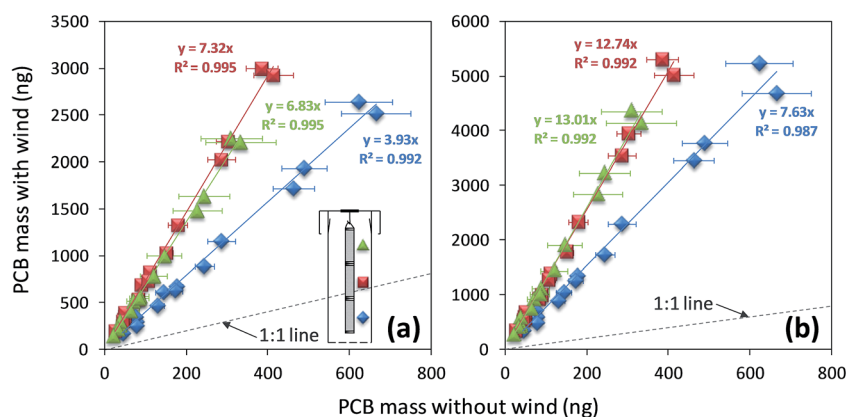 3500
3000
2500
2000
1500
1000
500
0
y = 7.32x
R² = 0.995
y = 6.83x
R² = 0.995
y = 3.93x
R² = 0.992
1:1 line
(a)
0
200
400
600
800
6000
5000
4000
3000
2000
1000
0
y = 12.74x
R² = 0.992
y = 13.01x
R² = 0.992
y = 7.63x
R² = 0.987
1:1 line
(b)
0
200
400
600
800
PCB mass with wind (ng)
PCB mass without wind (ng)